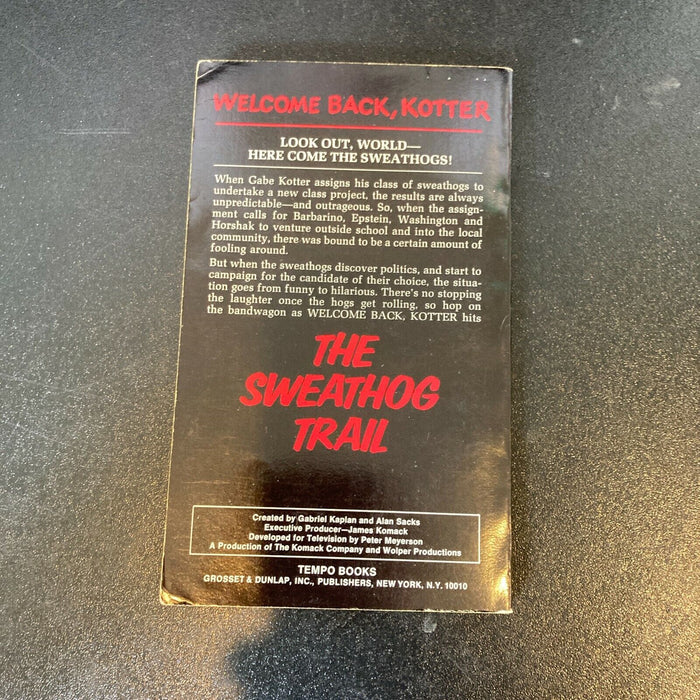 WELCOME BACK, KOTTER
LOOK OUT, WORLD—
HERE COME THE SWEATHOGS!
When Gabe Kotter assigns his class of sweathogs to
undertake a new class project, the results are always
unpredictable—and outrageous. So, when the assign-
ment calls for Barbarino, Epstein, Washington and
Horshak to venture outside school and into the local
community, there was bound to be a certain amount of
fooling around.
But when the sweathogs discover politics, and start to
campaign for the candidate of their choice, the situa-
tion goes from funny to hilarious. There's no stopping
the laughter once the hogs get rolling, so hop on
the bandwagon as WELCOME BACK, KOTTER hits
THE
SWEATHOG
TRAIL
Created by Gabriel Kaplan and Alan Sacks
Executive Producer—James Komack
Developed for Television by Peter Meyerson
A Production of The Komack Company and Wolper Productions
TEMPO BOOKS
GROSSET & DUNLAP, INC., PUBLISHERS, NEW YORK, N.Y. 10010